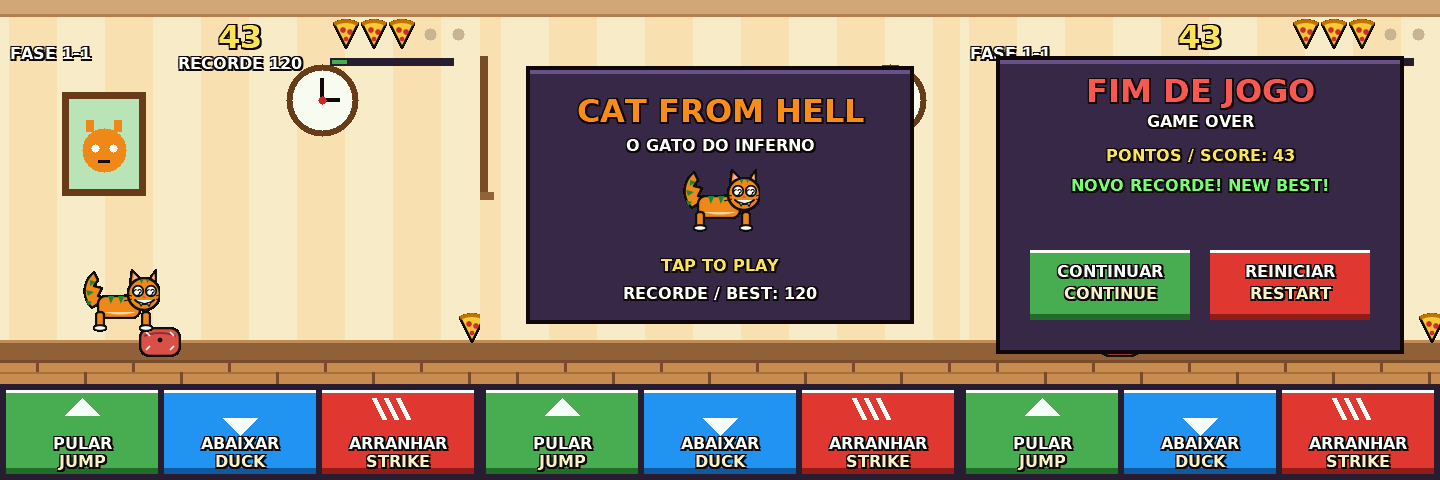 FASE 1-1
43
RECORDE 120
PULAR
JUMP
ABAIXAR
DUCK
ARRANHAR
STRIKE
CAT FROM HELL
O GATO DO INFERNO
TAP TO PLAY
RECORDE / BEST: 120
PULAR
JUMP
ABAIXAR
DUCK
ARRANHAR
STRIKE
FASE 1-1
43
FIM DE JOGO
GAME OVER
PONTOS / SCORE: 43
NOVO RECORDE! NEW BEST!
CONTINUAR
CONTINUE
REINICIAR
RESTART
PULAR
JUMP
ABAIXAR
DUCK
ARRANHAR
STRIKE